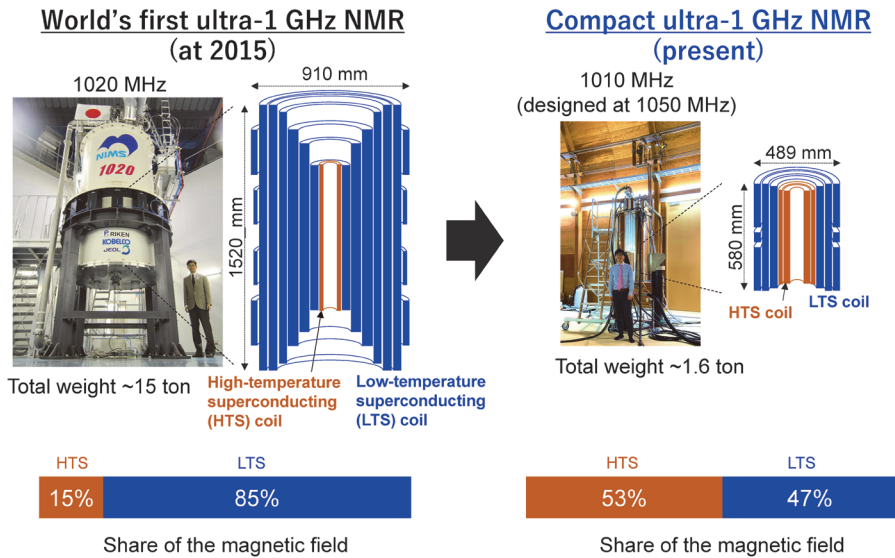 World's first ultra-1 GHz NMR
(at 2015)
1020 MHz
NIMS
1020
RIKEN
KOBELCO
JEOL
Total weight ~15 ton
910 mm
1520 mm
High-temperature
superconducting
(HTS) coil
Low-temperature
superconducting
(LTS) coil
HTS
LTS
15%
85%
Share of the magnetic field
Compact ultra-1 GHz NMR
(present)
1010 MHz
(designed at 1050 MHz)
Total weight ~1.6 ton
489 mm
580 mm
HTS coil
LTS coil
HTS
LTS
53%
47%
Share of the magnetic field